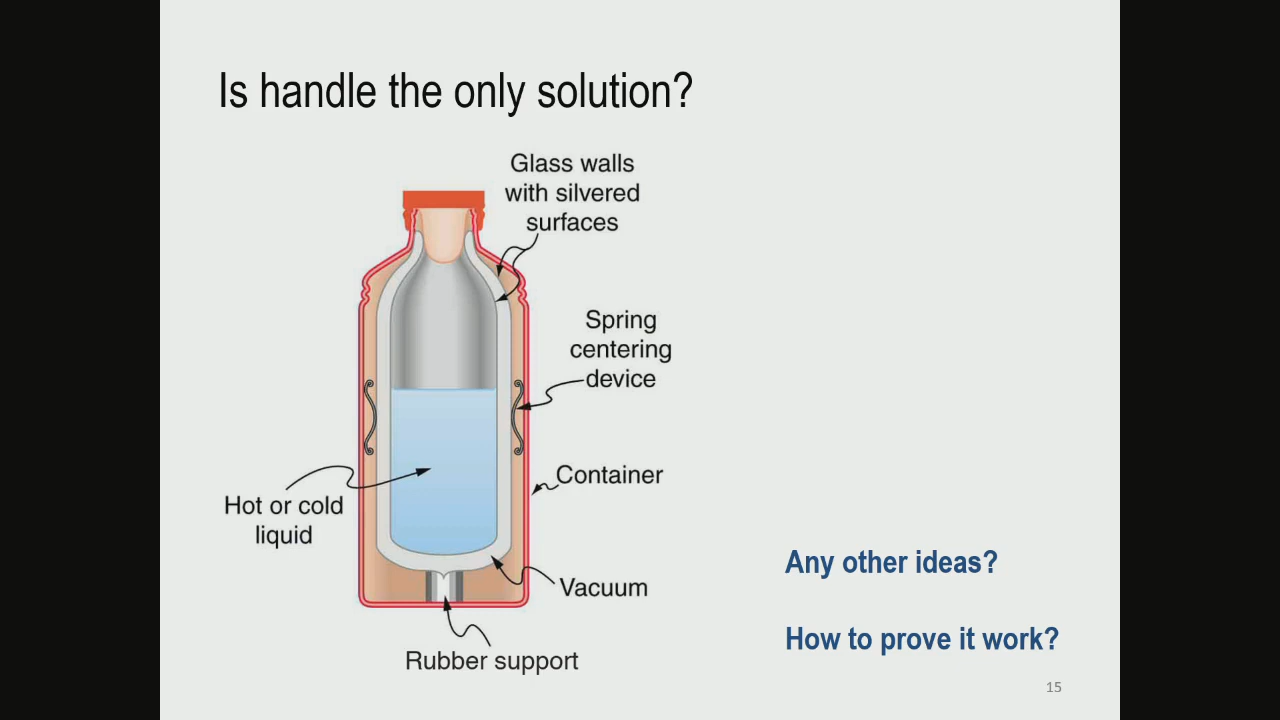 Is handle the only solution?
Glass walls
with silvered
surfaces
Spring
centering
device
Container
Hot or cold
liquid
Vacuum
Rubber support
Any other ideas?
How to prove it work?
15